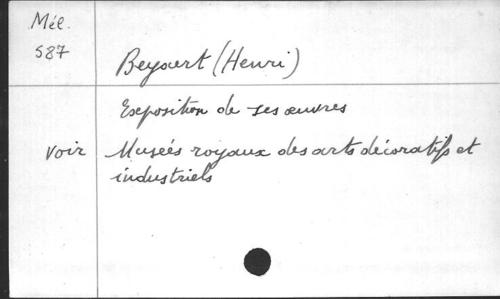 Mél.
587
Beyaert (Henri)
Exposition de ses œuvres
voir Musées royaux des arts décoratifs et
industriels